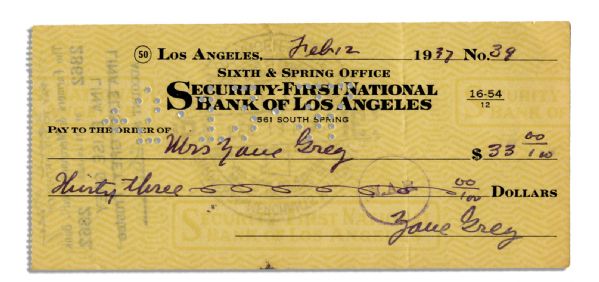 50 LOS ANGELES, Feb 12 1937 NO. 39
SIXTH & SPRING OFFICE
SECURITY-FIRST NATIONAL
BANK OF LOS ANGELES
561 SOUTH SPRING
16-54
12
PAY TO THE ORDER OF Mrs Zane Grey $ 33 00/100
Thirty three 00/100 DOLLARS
Zane Grey